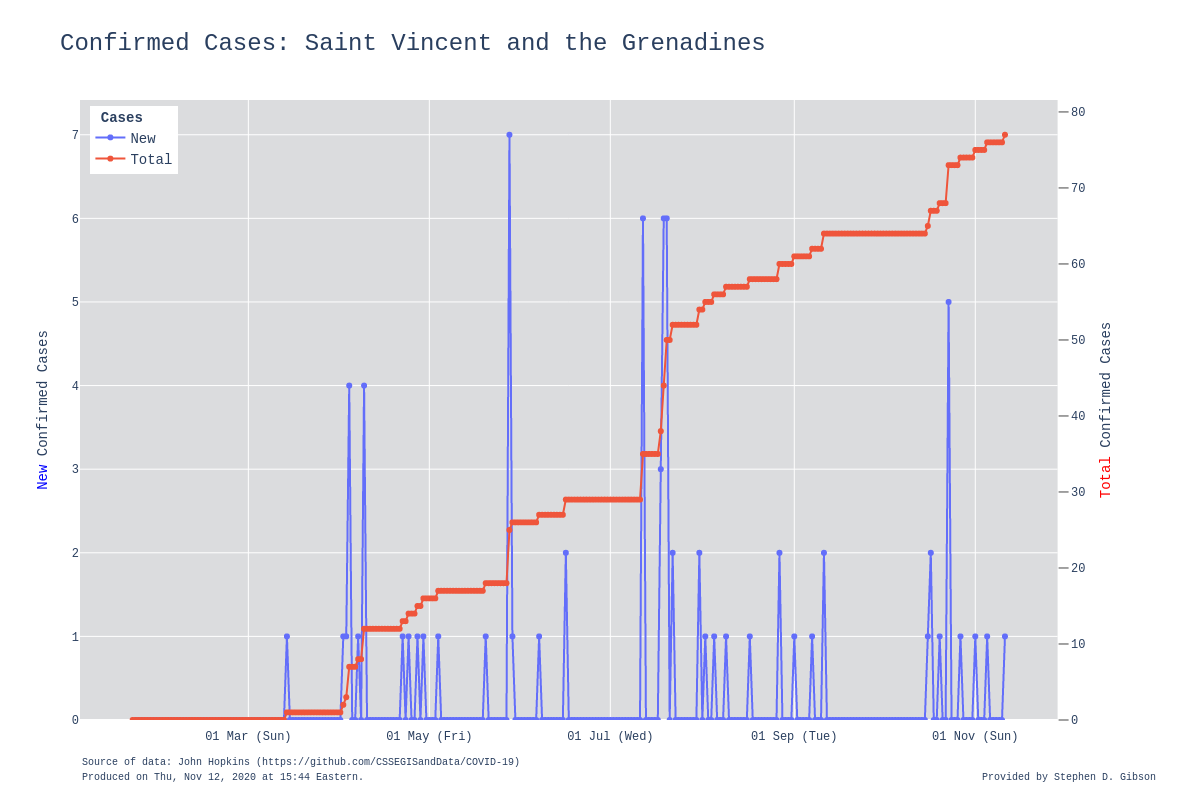 Confirmed Cases: Saint Vincent and the Grenadines
Cases
New
Total
7
6
5
4
3
2
1
0
80
70
60
50
40
30
20
10
0
New Confirmed Cases
Total Confirmed Cases
01 Mar (Sun)
01 May (Fri)
01 Jul (Wed)
01 Sep (Tue)
01 Nov (Sun)
Source of data: John Hopkins (https://github.com/CSSEGISandData/COVID-19)
Produced on Thu, Nov 12, 2020 at 15:44 Eastern.
Provided by Stephen D. Gibson